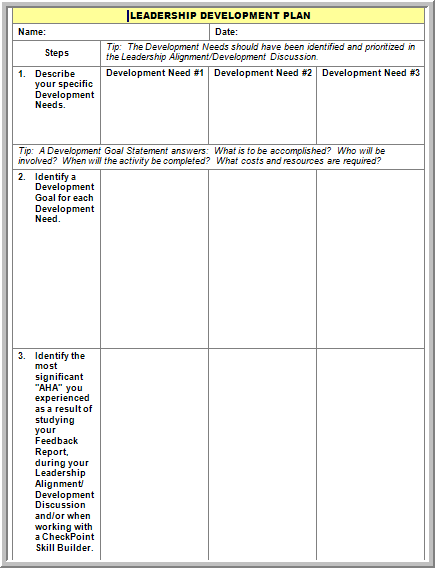 LEADERSHIP DEVELOPMENT PLAN
Name: Date:
Steps
Tip: The Development Needs should have been identified and prioritized in
the Leadership Alignment/Development Discussion.
1. Describe
your specific
Development
Needs.
Development Need #1 Development Need #2 Development Need #3
Tip: A Development Goal Statement answers: What is to be accomplished? Who will be
involved? When will the activity be completed? What costs and resources are required?
2. Identify a
Development
Goal for each
Development
Need.
3. Identify the
most
significant
"AHA" you
experienced
as a result of
studying
your
Feedback
Report,
during your
Leadership
Alignment/
Development
Discussion
and/or when
working with
a CheckPoint
Skill Builder.